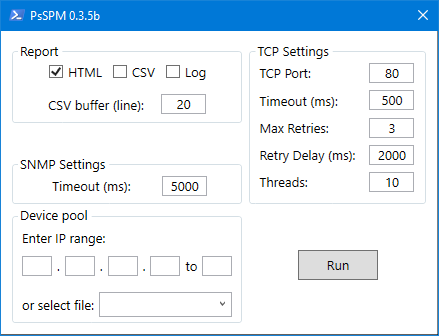 PsSPM 0.3.5b
Report
HTML CSV Log
CSV buffer (line): 20
SNMP Settings
Timeout (ms): 5000
Device pool
Enter IP range:
. . . to
or select file:
TCP Settings
TCP Port: 80
Timeout (ms): 500
Max Retries: 3
Retry Delay (ms): 2000
Threads: 10
Run